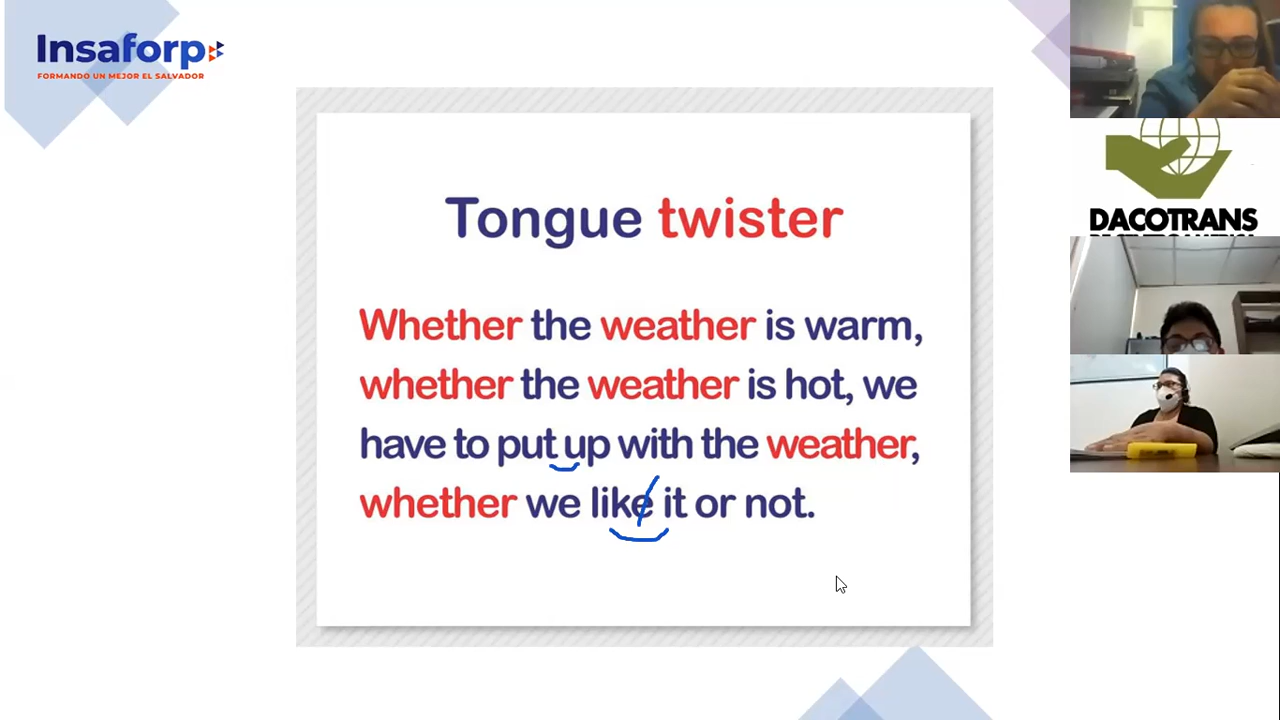 Insaforp
FORMANDO UN MEJOR EL SALVADOR
Tongue twister
Whether the weather is warm,
whether the weather is hot, we
have to put up with the weather,
whether we like it or not.
DACOTRANS